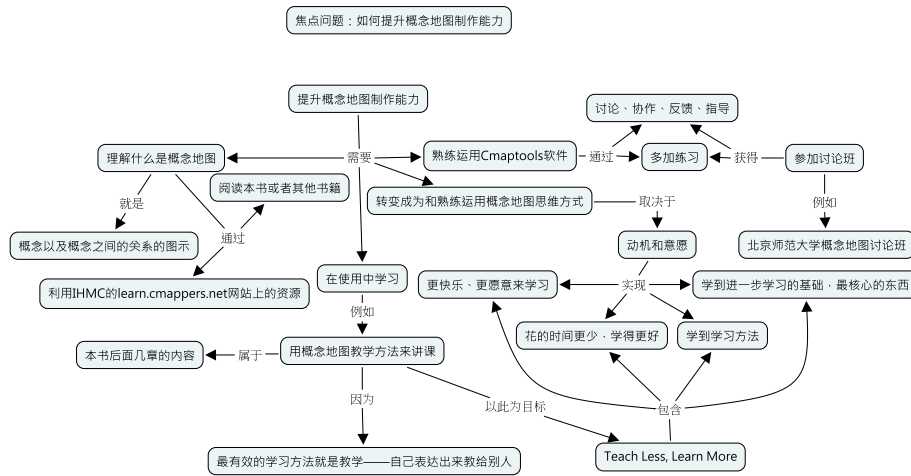 焦点问题：如何提升概念地图制作能力
提升概念地图制作能力
讨论、协作、反馈、指导
理解什么是概念地图
需要
熟练运用Cmaptools软件
通过
多加练习
获得
参加讨论班
阅读本书或者其他书籍
就是
转变成为和熟练运用概念地图思维方式
取决于
例如
通过
概念以及概念之间的关系的图示
动机和意愿
北京师范大学概念地图讨论班
利用IHMC的learn.cmappers.net网站上的资源
在使用中学习
更快乐、更愿意来学习
实现
学到进一步学习的基础，最核心的东西
例如
花的时间更少，学得更好
学到学习方法
本书后面几章的内容
属于
用概念地图教学方法来讲课
因为
以此为目标
包含
最有效的学习方法就是教学——自己表达出来教给别人
Teach Less, Learn More